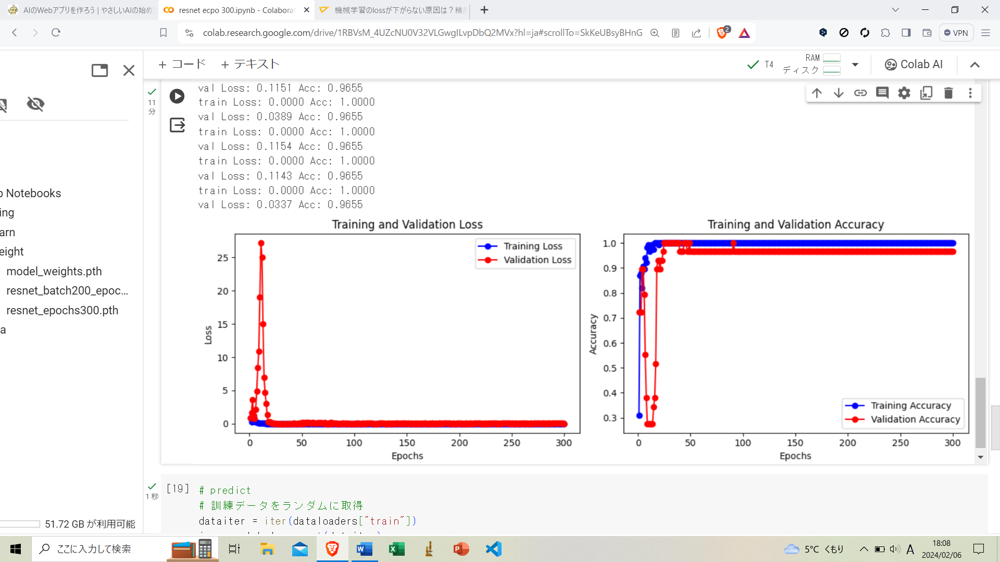 AIのWebアプリを作ろう | やさしいAIの始め
resnet ecpo 300.ipynb - Colabora
機械学習のlossが下がらない原因は？精度
colab.research.google.com/drive/1RBVsM_4UZcNU0V32VLGwgILvpDbQ2MVx?hl=ja#scrollTo=SkKeUBsyBHnG
2
VPN
+ コード + テキスト
T4
RAM
ディスク
Colab AI
11
分
val Loss: 0.1151 Acc: 0.9655
train Loss: 0.0000 Acc: 1.0000
val Loss: 0.0389 Acc: 0.9655
train Loss: 0.0000 Acc: 1.0000
val Loss: 0.1154 Acc: 0.9655
train Loss: 0.0000 Acc: 1.0000
val Loss: 0.1143 Acc: 0.9655
train Loss: 0.0000 Acc: 1.0000
val Loss: 0.0337 Acc: 0.9655
Notebooks
ing
arn
eight
model_weights.pth
resnet_batch200_epoc...
resnet_epochs300.pth
a
51.72 GB が利用可能
Training and Validation Loss
Training Loss
Validation Loss
25
20
15
10
5
0
Loss
0 50 100 150 200 250 300
Epochs
Training and Validation Accuracy
1.0
0.9
0.8
0.7
0.6
0.5
0.4
0.3
Accuracy
Training Accuracy
Validation Accuracy
0 50 100 150 200 250 300
Epochs
1 秒
[19]
# predict
# 訓練データをランダムに取得
dataiter = iter(dataloaders["train"])
ここに入力して検索
5°C くもり
A
18:08
2024/02/06